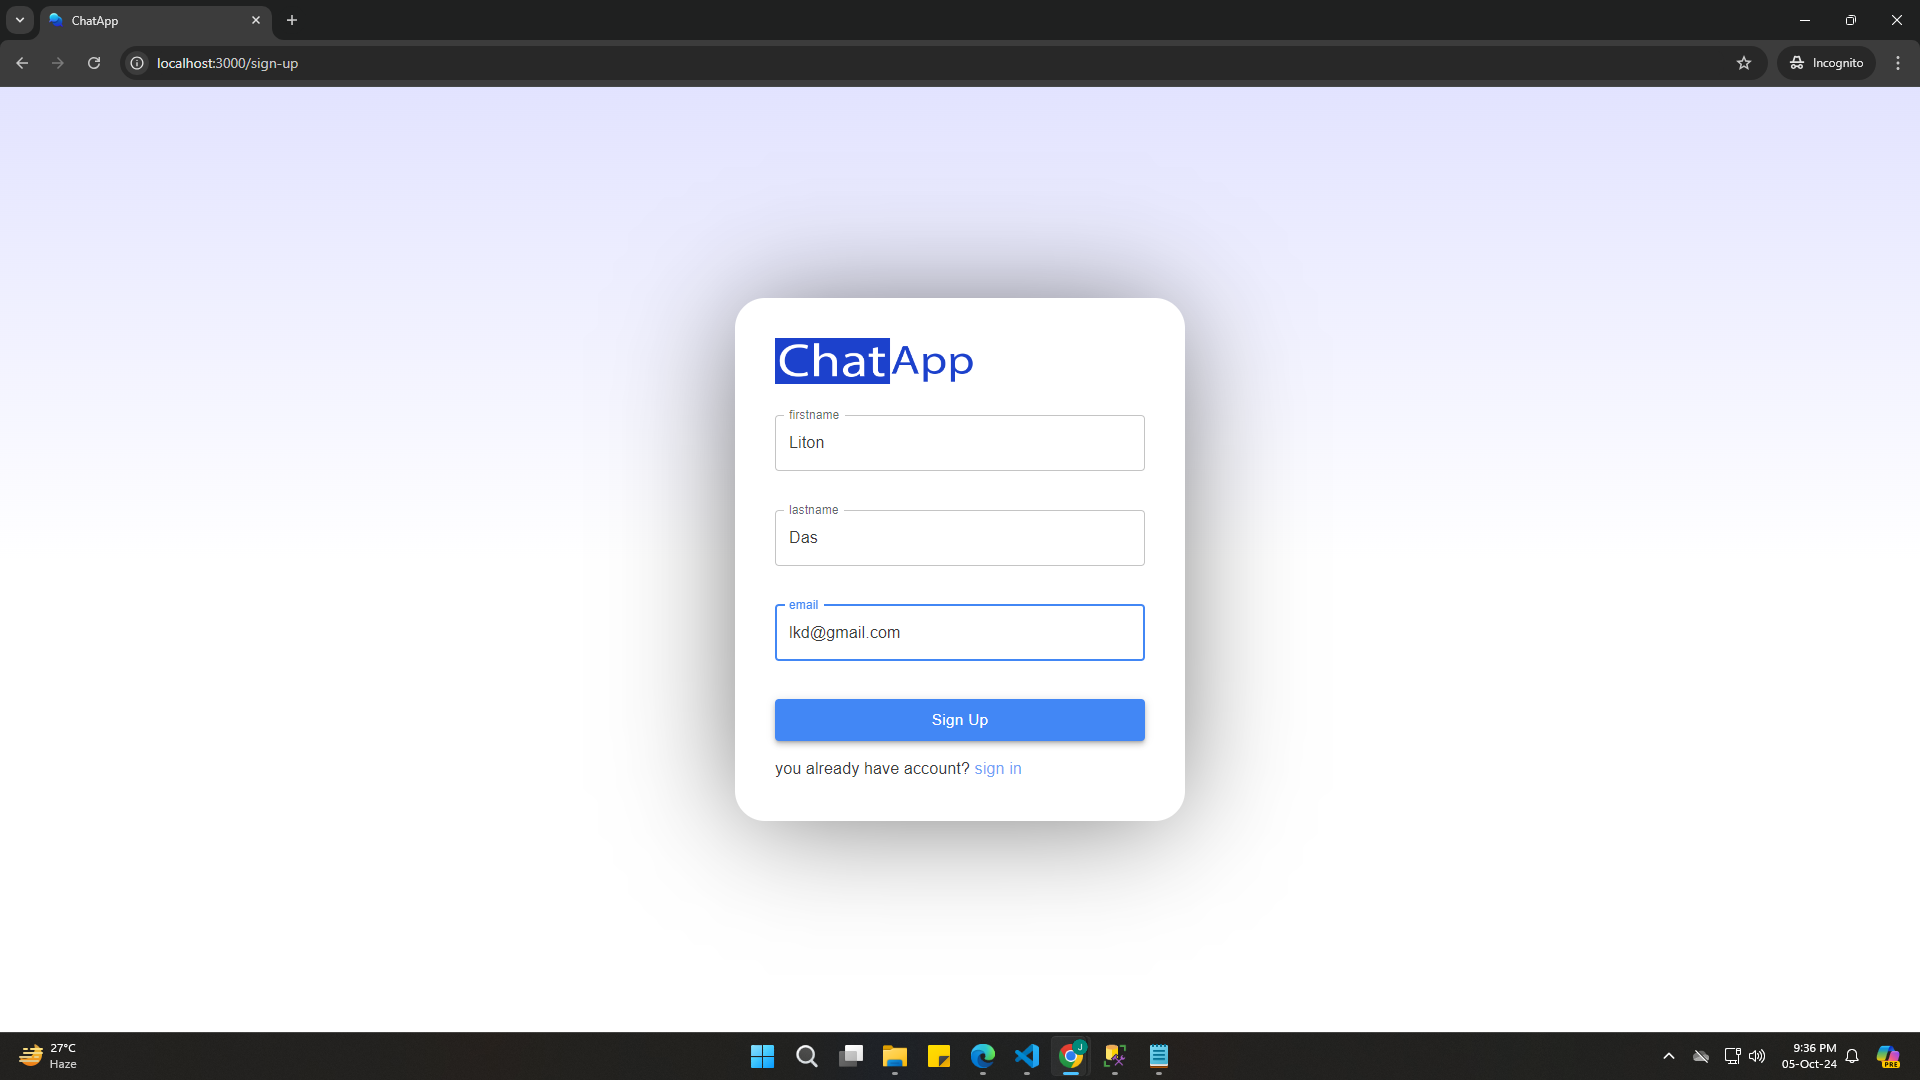 ChatApp
localhost:3000/sign-up
Incognito
ChatApp
firstname
Liton
lastname
Das
email
lkd@gmail.com
Sign Up
you already have account? sign in
27°C
Haze
J
PRE
9:36 PM
05-Oct-24